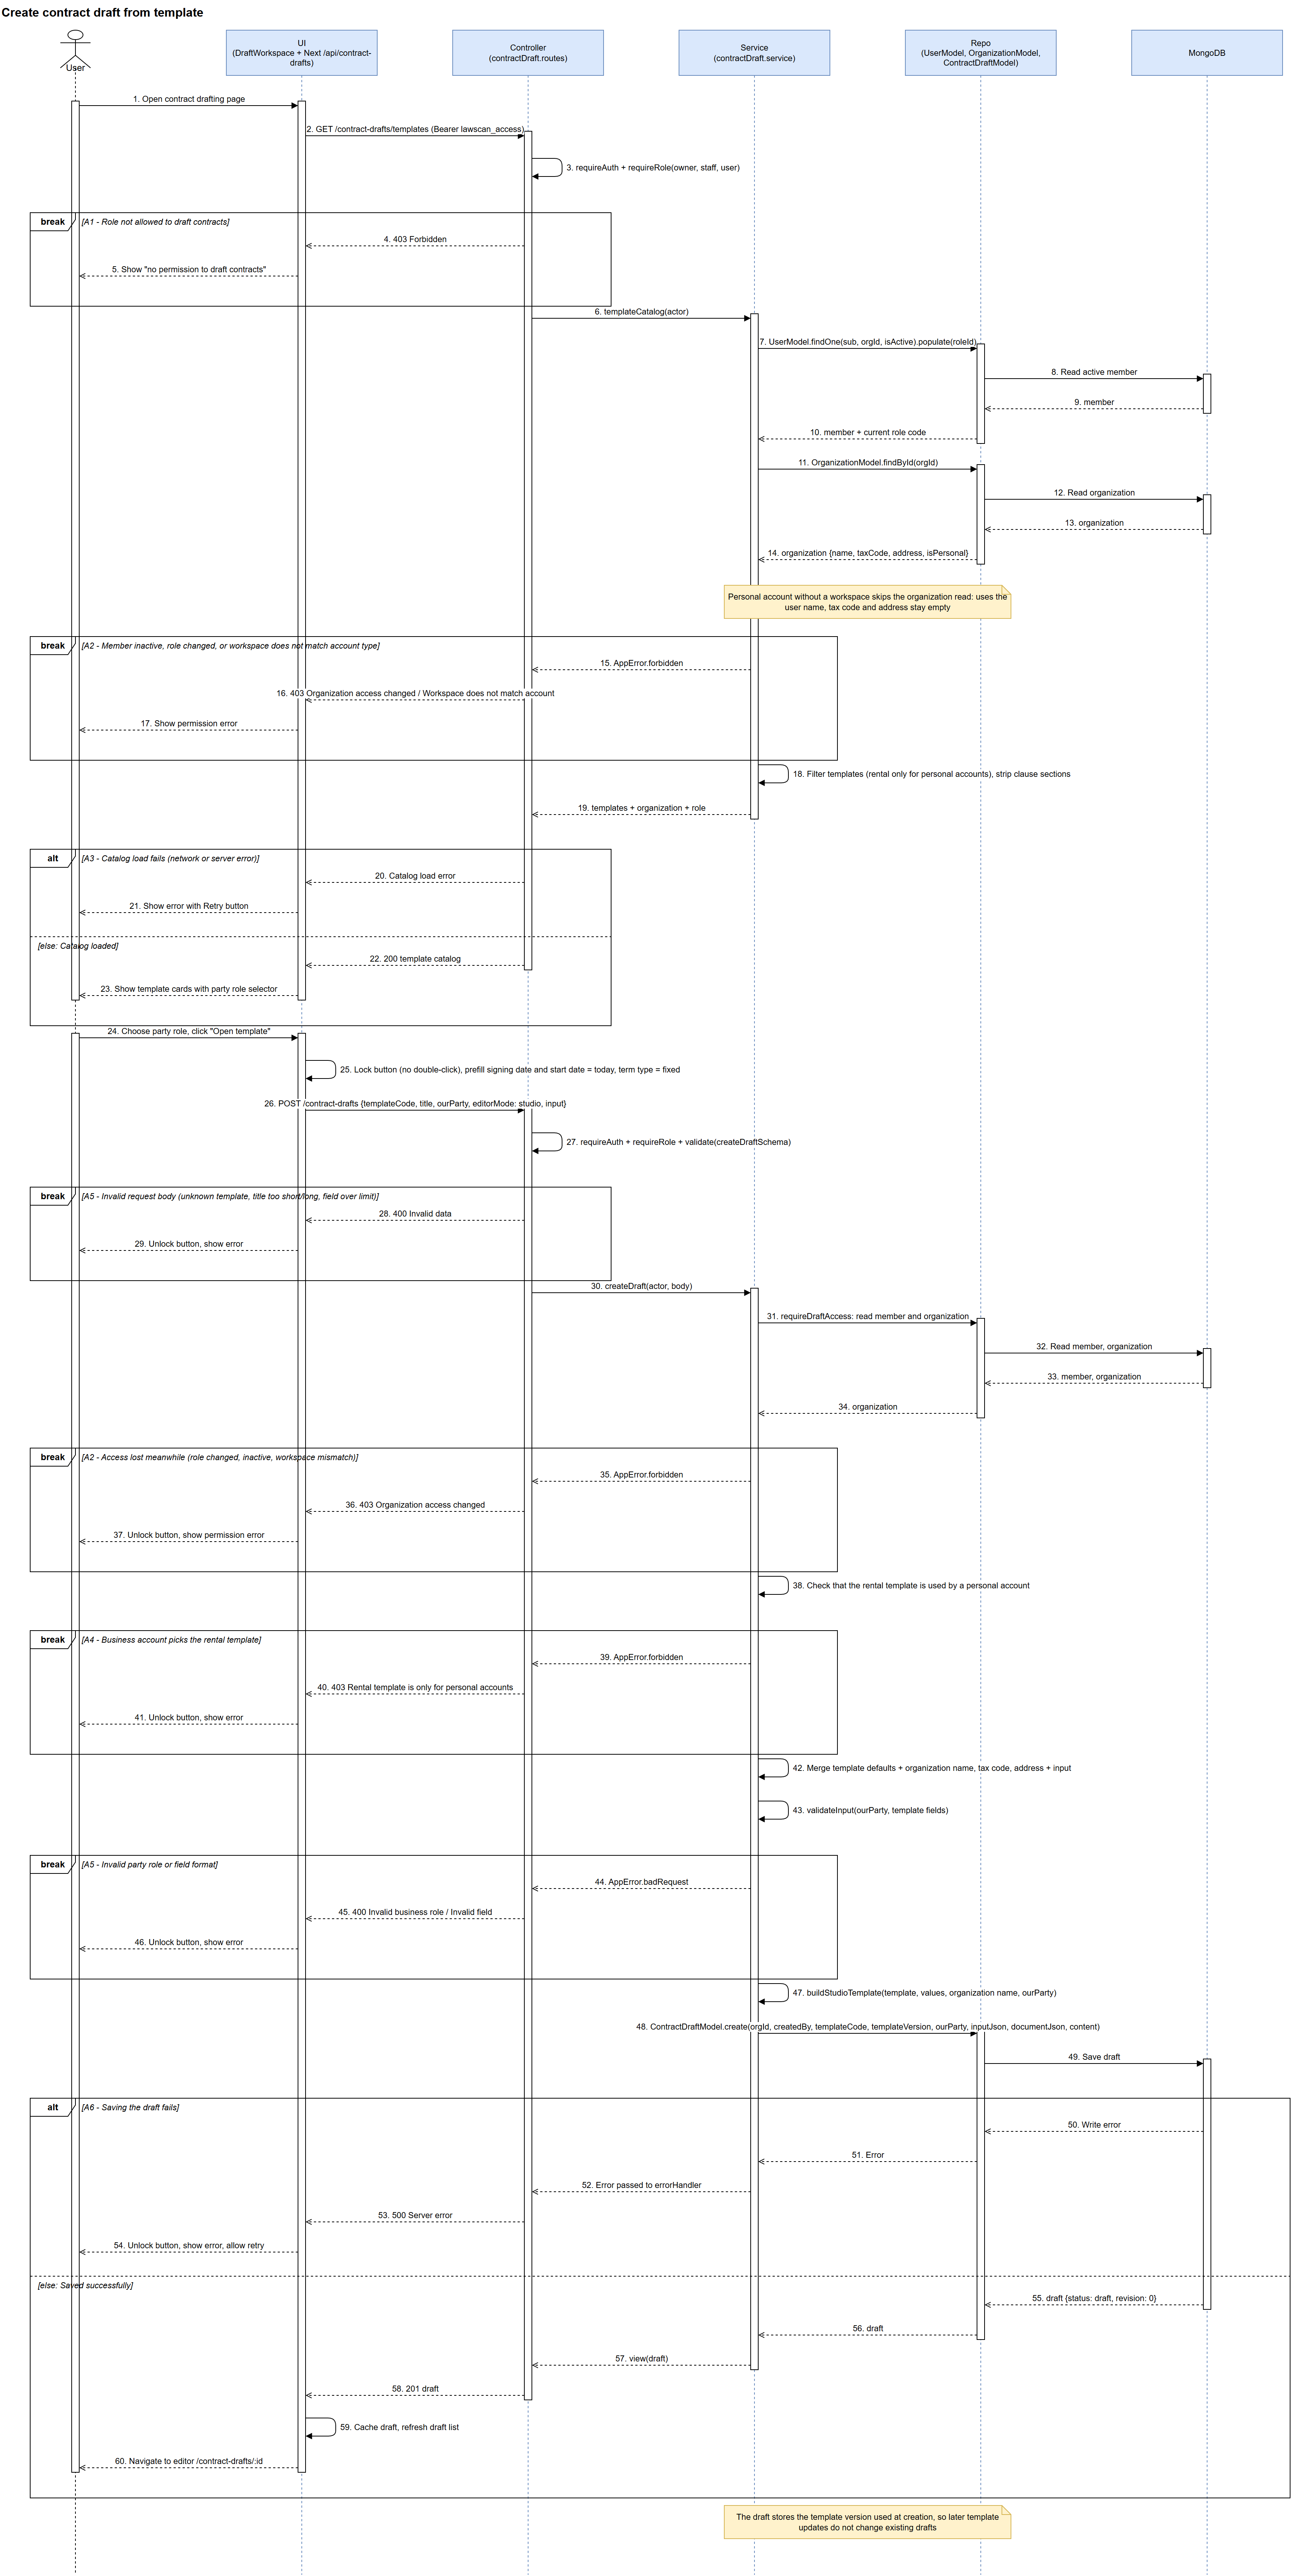 Create contract draft from template
User
UI
(DraftWorkspace + Next /api/contract-
drafts)
Controller
(contractDraft.routes)
Service
(contractDraft.service)
Repo
(UserModel, OrganizationModel,
ContractDraftModel)
MongoDB
1. Open contract drafting page
2. GET /contract-drafts/templates (Bearer lawscan_access)
3. requireAuth + requireRole(owner, staff, user)
break
[A1 - Role not allowed to draft contracts]
4. 403 Forbidden
5. Show "no permission to draft contracts"
6. templateCatalog(actor)
7. UserModel.findOne(sub, orgId, isActive).populate(roleId)
8. Read active member
9. member
10. member + current role code
11. OrganizationModel.findById(orgId)
12. Read organization
13. organization
14. organization {name, taxCode, address, isPersonal}
Personal account without a workspace skips the organization read: uses the
user name, tax code and address stay empty
break
[A2 - Member inactive, role changed, or workspace does not match account type]
15. AppError.forbidden
16. 403 Organization access changed / Workspace does not match account
17. Show permission error
18. Filter templates (rental only for personal accounts), strip clause sections
19. templates + organization + role
alt
[A3 - Catalog load fails (network or server error)]
20. Catalog load error
21. Show error with Retry button
[else: Catalog loaded]
22. 200 template catalog
23. Show template cards with party role selector
24. Choose party role, click "Open template"
25. Lock button (no double-click), prefill signing date and start date = today, term type = fixed
26. POST /contract-drafts {templateCode, title, ourParty, editorMode: studio, input}
27. requireAuth + requireRole + validate(createDraftSchema)
break
[A5 - Invalid request body (unknown template, title too short/long, field over limit)]
28. 400 Invalid data
29. Unlock button, show error
30. createDraft(actor, body)
31. requireDraftAccess: read member and organization
32. Read member, organization
33. member, organization
34. organization
break
[A2 - Access lost meanwhile (role changed, inactive, workspace mismatch)]
35. AppError.forbidden
36. 403 Organization access changed
37. Unlock button, show permission error
38. Check that the rental template is used by a personal account
break
[A4 - Business account picks the rental template]
39. AppError.forbidden
40. 403 Rental template is only for personal accounts
41. Unlock button, show error
42. Merge template defaults + organization name, tax code, address + input
43. validateInput(ourParty, template fields)
break
[A5 - Invalid party role or field format]
44. AppError.badRequest
45. 400 Invalid business role / Invalid field
46. Unlock button, show error
47. buildStudioTemplate(template, values, organization name, ourParty)
48. ContractDraftModel.create(orgId, createdBy, templateCode, templateVersion, ourParty, inputJson, documentJson, content)
49. Save draft
alt
[A6 - Saving the draft fails]
50. Write error
51. Error
52. Error passed to errorHandler
53. 500 Server error
54. Unlock button, show error, allow retry
[else: Saved successfully]
55. draft {status: draft, revision: 0}
56. draft
57. view(draft)
58. 201 draft
59. Cache draft, refresh draft list
60. Navigate to editor /contract-drafts/:id
The draft stores the template version used at creation, so later template
updates do not change existing drafts